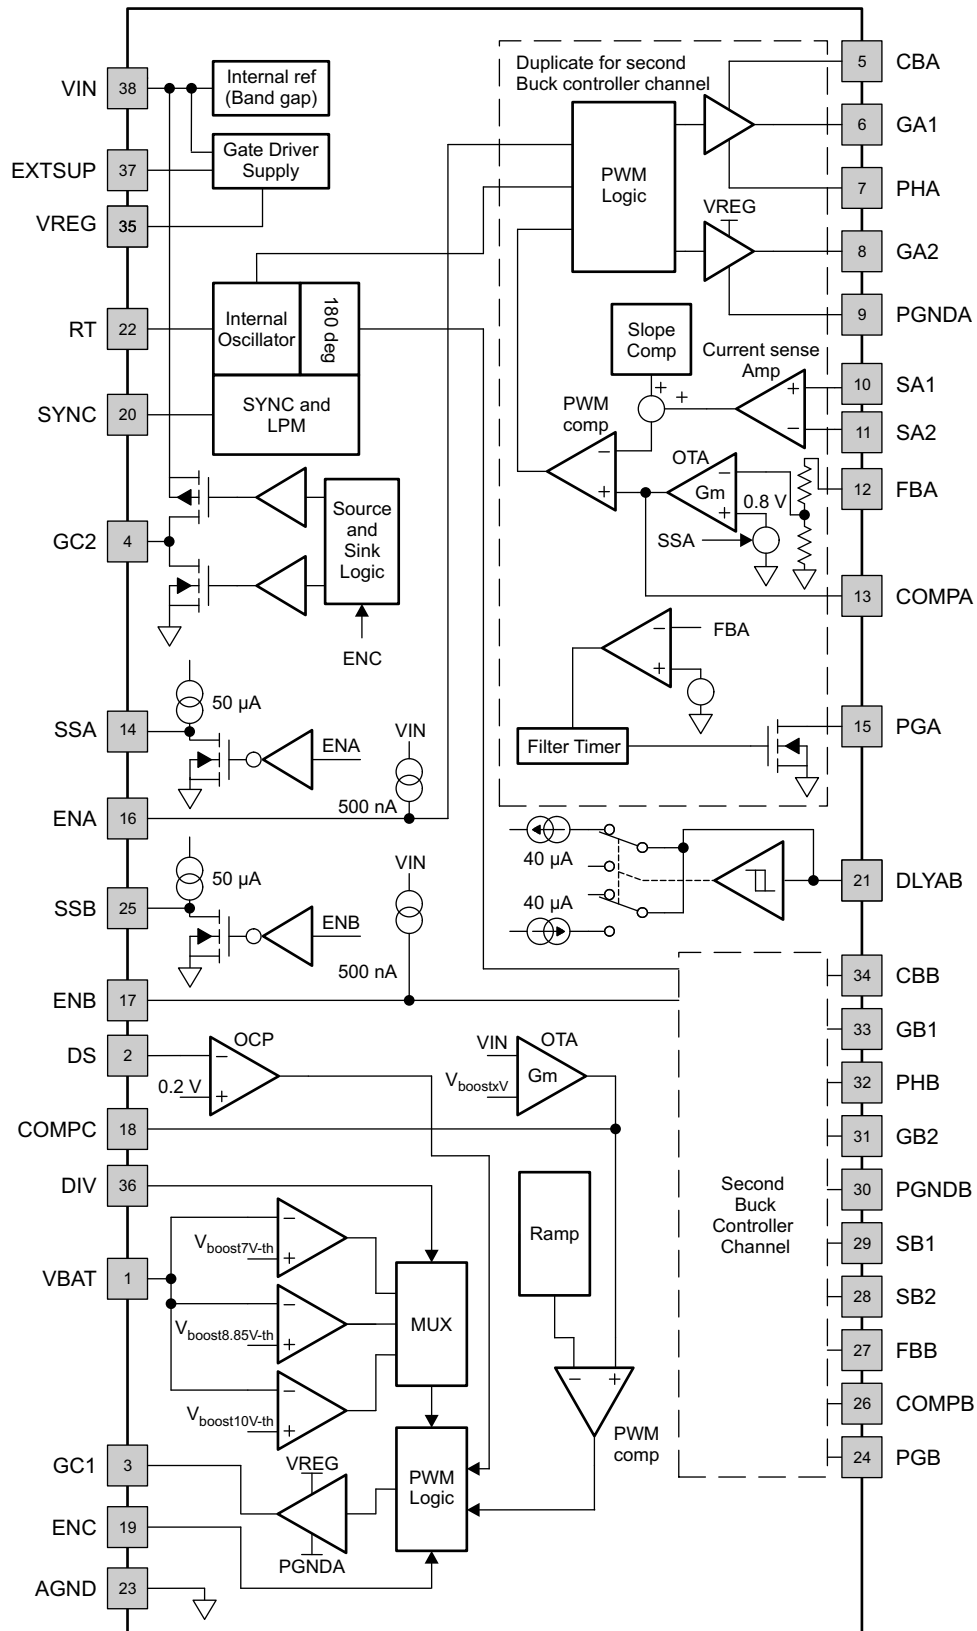 VIN
38
Internal ref
(Band gap)
EXTSUP
37
Gate Driver
Supply
VREG
35
RT
22
Internal
Oscillator
180 deg
SYNC
20
SYNC and
LPM
GC2
4
Source
and
Sink
Logic
ENC
50 µA
SSA
14
ENA
VIN
500 nA
ENA
16
50 µA
SSB
25
ENB
VIN
500 nA
ENB
17
DS
2
OCP
−
0.2 V
+
COMPC
18
VIN
OTA
Gm
VboostxV
DIV
36
−
Vboost7V-th
+
VBAT
1
−
Vboost8.85V-th
+
−
Vboost10V-th
+
MUX
Ramp
−
+
PWM
comp
GC1
3
VREG
PGNDA
PWM
Logic
ENC
19
AGND
23
Duplicate for second
Buck controller channel
PWM
Logic
VREG
5
CBA
6
GA1
7
PHA
8
GA2
9
PGNDA
Slope
Comp
Current sense
Amp
+
+
+
−
10
SA1
11
SA2
PWM
comp
−
+
OTA
−
Gm
+
0.8 V
SSA
12
FBA
13
COMPA
−
FBA
+
Filter Timer
15
PGA
40 µA
40 µA
21
DLYAB
Second
Buck
Controller
Channel
34
CBB
33
GB1
32
PHB
31
GB2
30
PGNDB
29
SB1
28
SB2
27
FBB
26
COMPB
24
PGB